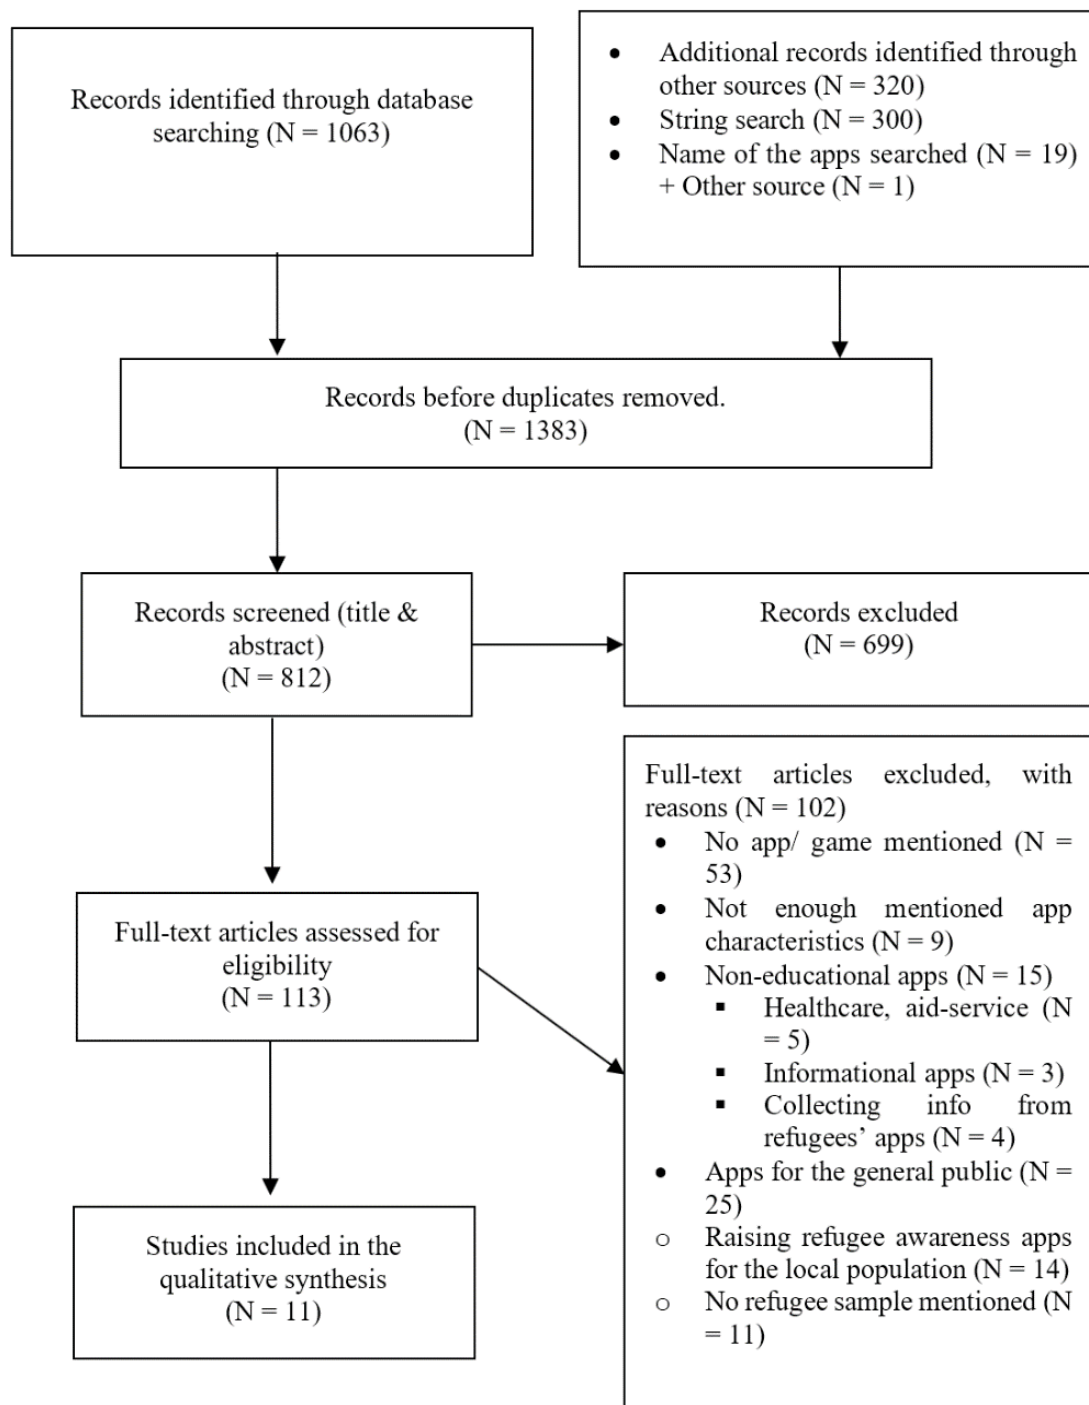 Records identified through database
searching (N = 1063)
• Additional records identified through
other sources (N = 320)
• String search (N = 300)
• Name of the apps searched (N = 19)
+ Other source (N = 1)
Records before duplicates removed.
(N = 1383)
Records screened (title &
abstract)
(N = 812)
Records excluded
(N = 699)
Full-text articles assessed for
eligibility
(N = 113)
Full-text articles excluded, with
reasons (N = 102)
• No app/ game mentioned (N =
53)
• Not enough mentioned app
characteristics (N = 9)
• Non-educational apps (N = 15)
▪ Healthcare, aid-service (N
= 5)
▪ Informational apps (N = 3)
▪ Collecting info from
refugees’ apps (N = 4)
• Apps for the general public (N =
25)
o Raising refugee awareness apps
for the local population (N = 14)
o No refugee sample mentioned (N
= 11)
Studies included in the
qualitative synthesis
(N = 11)